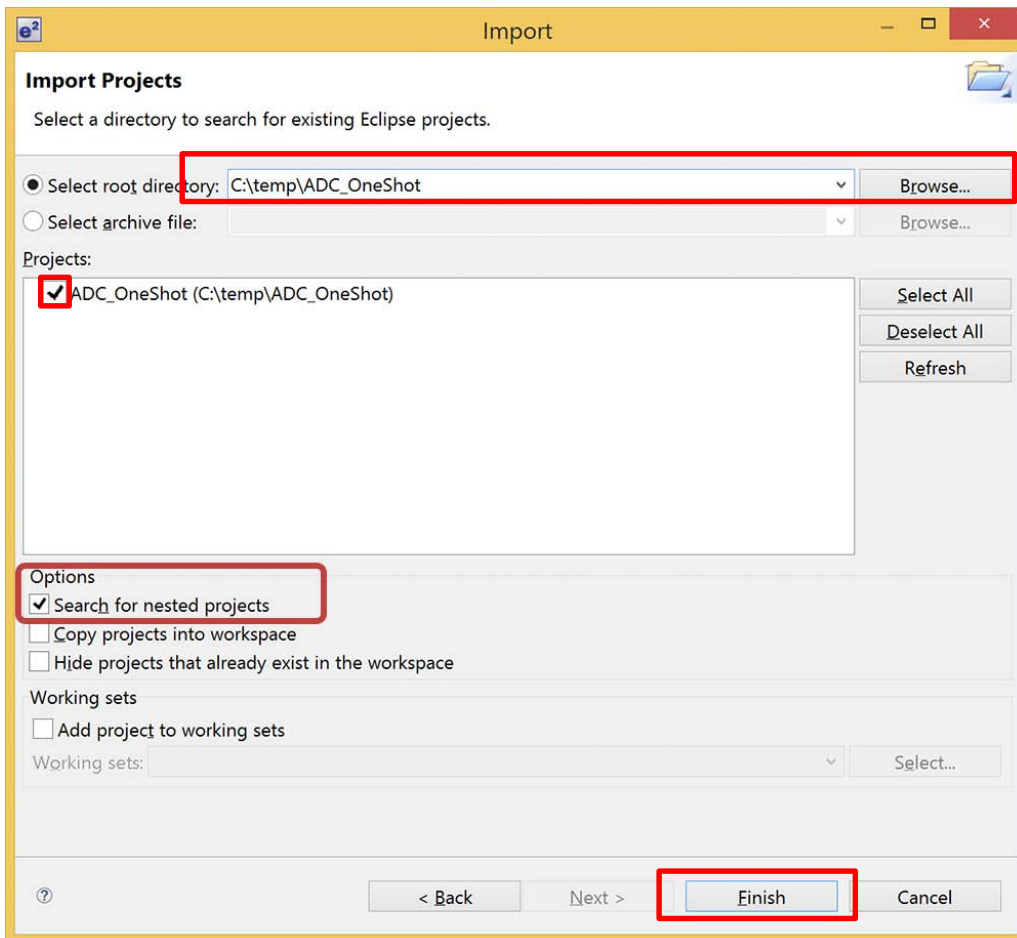 e²
Import
Import Projects
Select a directory to search for existing Eclipse projects.
Select root directory: C:\temp\ADC_OneShot Browse...
Select archive file: Browse...
Projects:
ADC_OneShot (C:\temp\ADC_OneShot)
Select All
Deselect All
Refresh
Options
Search for nested projects
Copy projects into workspace
Hide projects that already exist in the workspace
Working sets
Add project to working sets
Working sets: Select...
? < Back Next > Finish Cancel